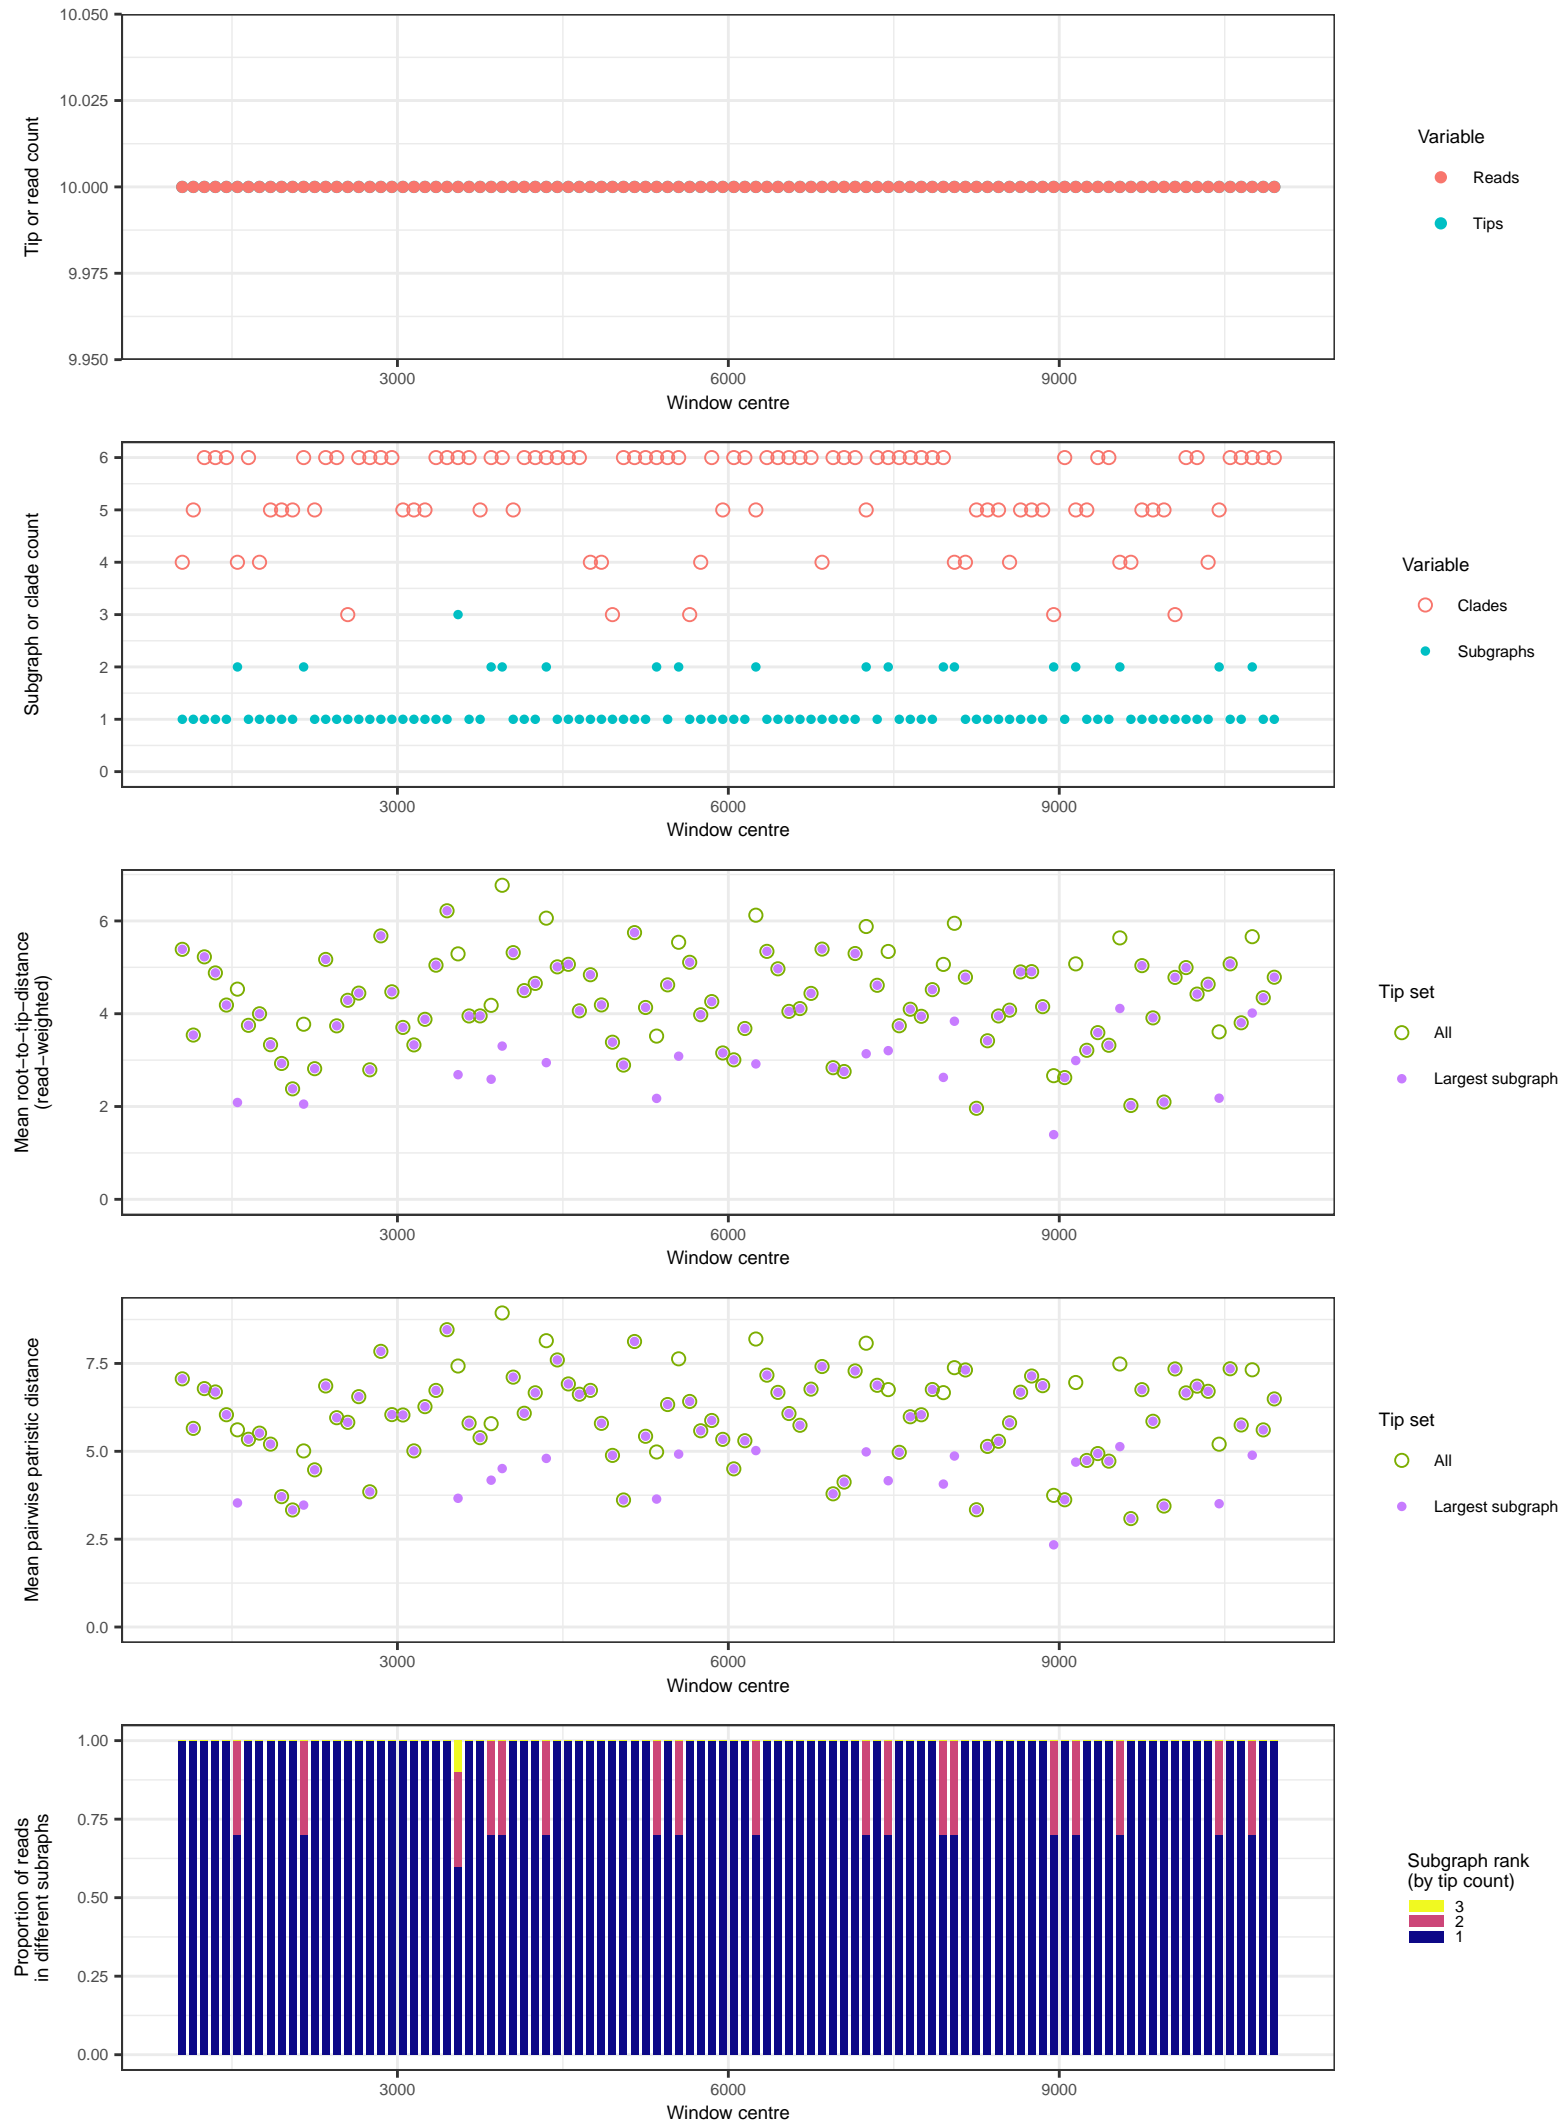 10.050
10.025
10.000
9.975
9.950
Tip or read count
3000
6000
9000
Window centre
Variable
Reads
Tips
6
5
4
3
2
1
0
Subgraph or clade count
3000
6000
9000
Window centre
Variable
Clades
Subgraphs
6
4
2
0
Mean root−to−tip−distance
(read−weighted)
3000
6000
9000
Window centre
Tip set
All
Largest subgraph
7.5
5.0
2.5
0.0
Mean pairwise patristic distance
3000
6000
9000
Window centre
Tip set
All
Largest subgraph
1.00
0.75
0.50
0.25
0.00
Proportion of reads
in different subraphs
3000
6000
9000
Window centre
Subgraph rank
(by tip count)
3
2
1